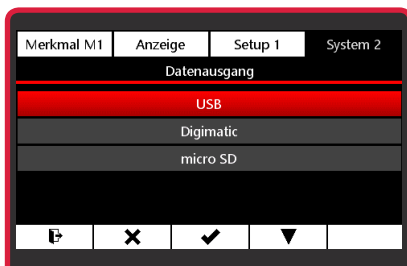 Merkmal M1 Anzeige Setup 1 System 2
Datenausgang
USB
Digimatic
micro SD